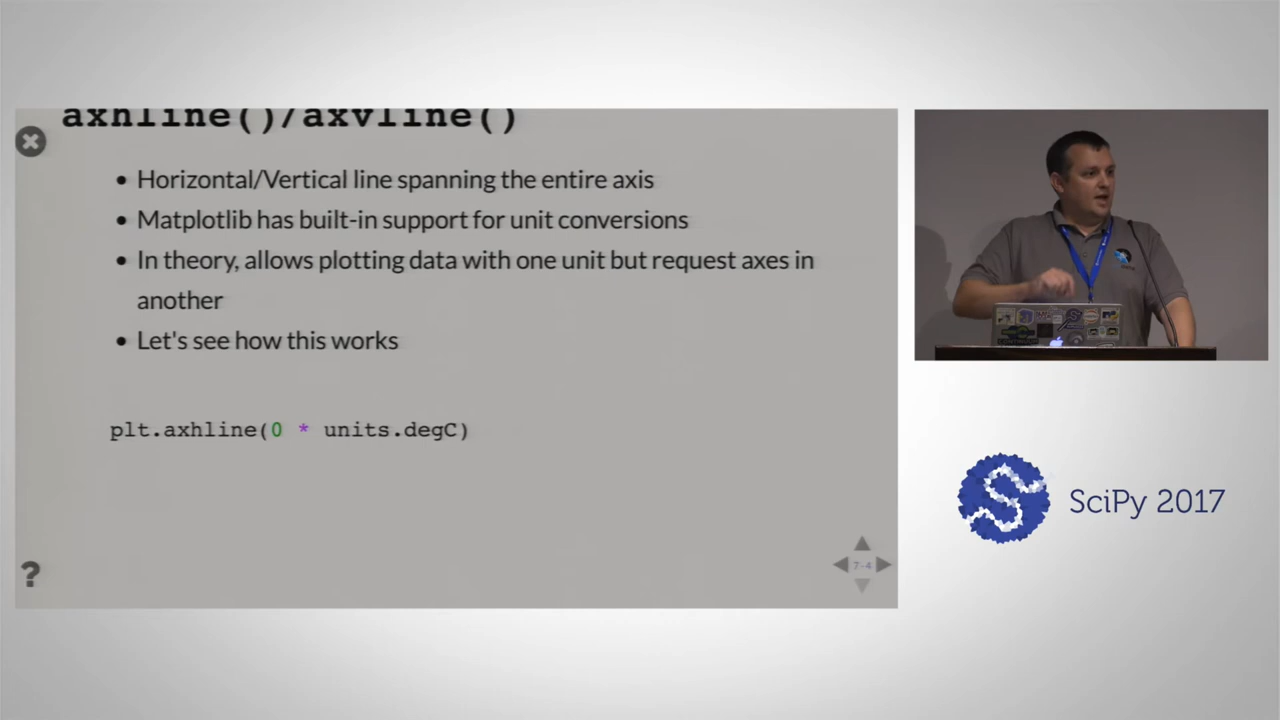 axhline()/axvline()
Horizontal/Vertical line spanning the entire axis
Matplotlib has built-in support for unit conversions
In theory, allows plotting data with one unit but request axes in
another
Let's see how this works
plt.axhline(0 * units.degC)
?
7-4
SciPy 2017